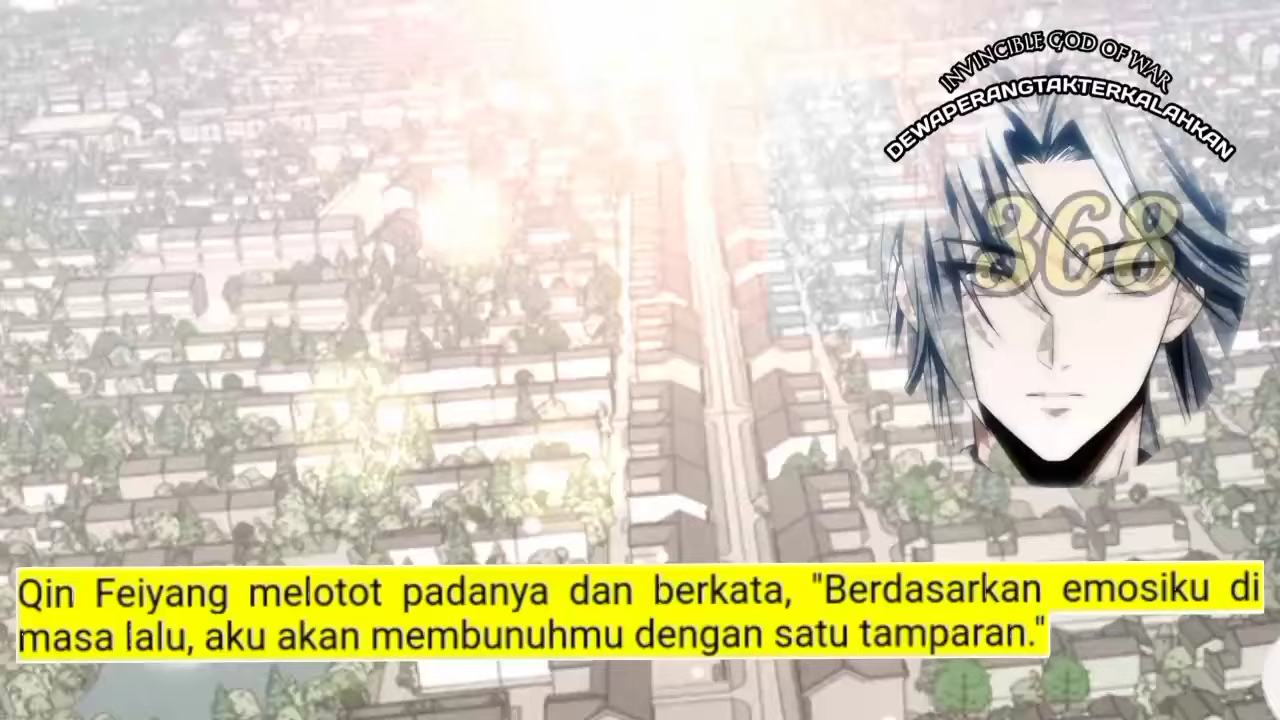 INVINCIBLE GOD OF WAR
DEWAPERANGTAKTERKALAHKAN
368
Qin Feiyang melotot padanya dan berkata, "Berdasarkan emosiku di
masa lalu, aku akan membunuhmu dengan satu tamparan."